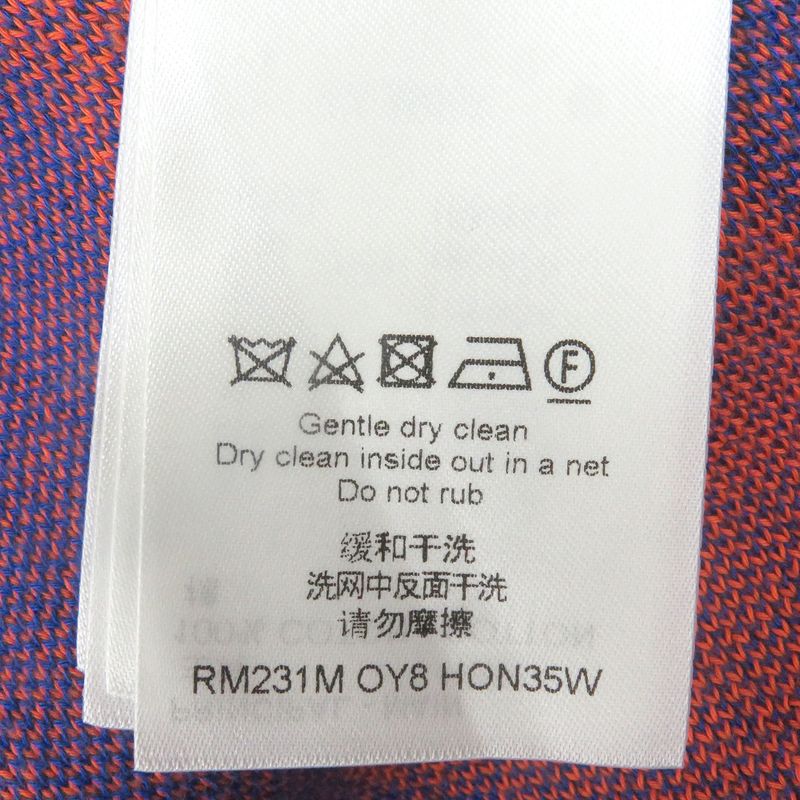 F
Gentle dry clean
Dry clean inside out in a net
Do not rub
缓和干洗
洗网中反面干洗
请勿摩擦
RM231M OY8 HON35W